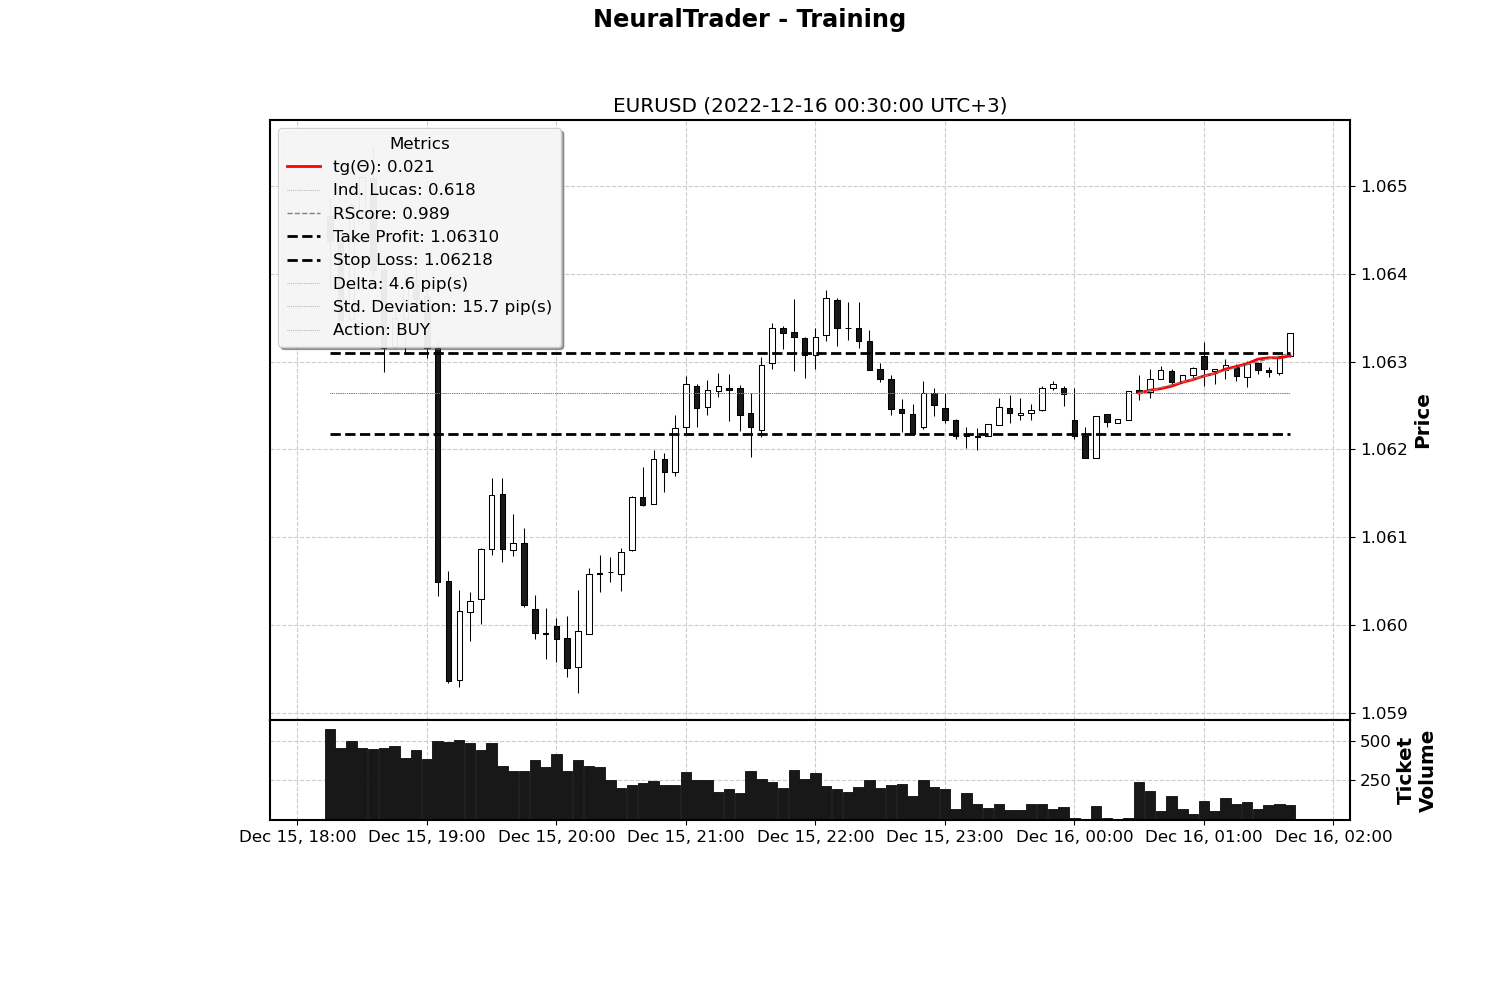 NeuralTrader - Training
EURUSD (2022-12-16 00:30:00 UTC+3)
Metrics
tg(Θ): 0.021
Ind. Lucas: 0.618
RScore: 0.989
Take Profit: 1.06310
Stop Loss: 1.06218
Delta: 4.6 pip(s)
Std. Deviation: 15.7 pip(s)
Action: BUY
1.065
1.064
1.063
1.062
1.061
1.060
1.059
Price
500
250
Ticket
Volume
Dec 15, 18:00 Dec 15, 19:00 Dec 15, 20:00 Dec 15, 21:00 Dec 15, 22:00 Dec 15, 23:00 Dec 16, 00:00 Dec 16, 01:00 Dec 16, 02:00